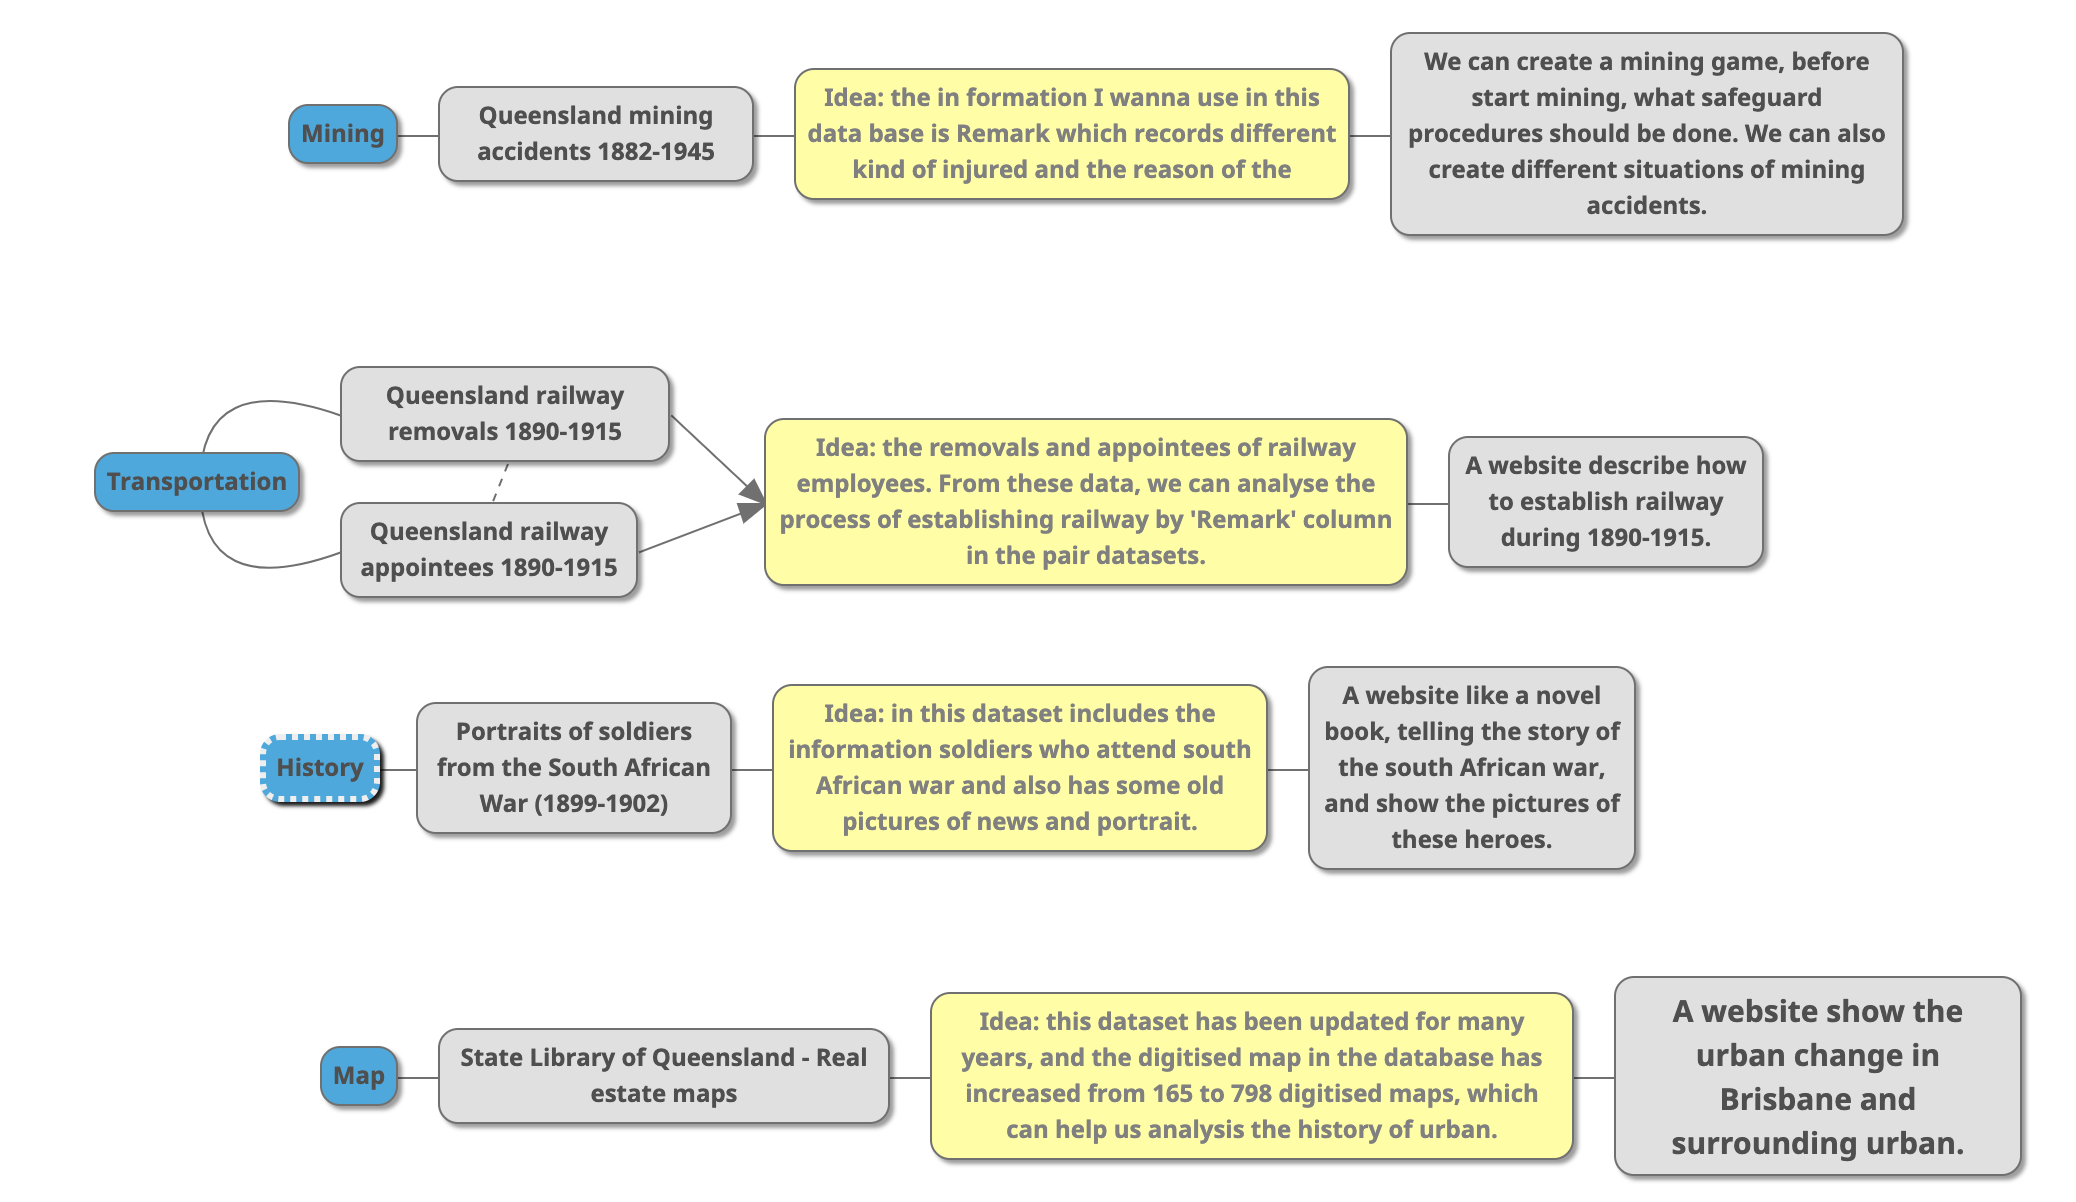 Mining
Queensland mining
accidents 1882-1945
Idea: the in formation I wanna use in this
data base is Remark which records different
kind of injured and the reason of the
We can create a mining game, before
start mining, what safeguard
procedures should be done. We can also
create different situations of mining
accidents.
Transportation
Queensland railway
removals 1890-1915
Queensland railway
appointees 1890-1915
Idea: the removals and appointees of railway
employees. From these data, we can analyse the
process of establishing railway by 'Remark' column
in the pair datasets.
A website describe how
to establish railway
during 1890-1915.
History
Portraits of soldiers
from the South African
War (1899-1902)
Idea: in this dataset includes the
information soldiers who attend south
African war and also has some old
pictures of news and portrait.
A website like a novel
book, telling the story of
the south African war,
and show the pictures of
these heroes.
Map
State Library of Queensland - Real
estate maps
Idea: this dataset has been updated for many
years, and the digitised map in the database has
increased from 165 to 798 digitised maps, which
can help us analysis the history of urban.
A website show the
urban change in
Brisbane and
surrounding urban.